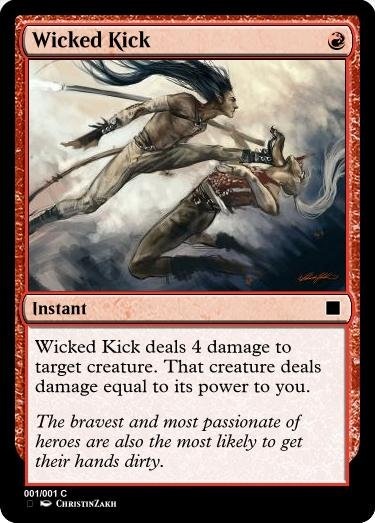 Wicked Kick
Instant
Wicked Kick deals 4 damage to
target creature. That creature deals
damage equal to its power to you.
The bravest and most passionate of
heroes are also the most likely to get
their hands dirty.
001/001 C
ChristinZakh